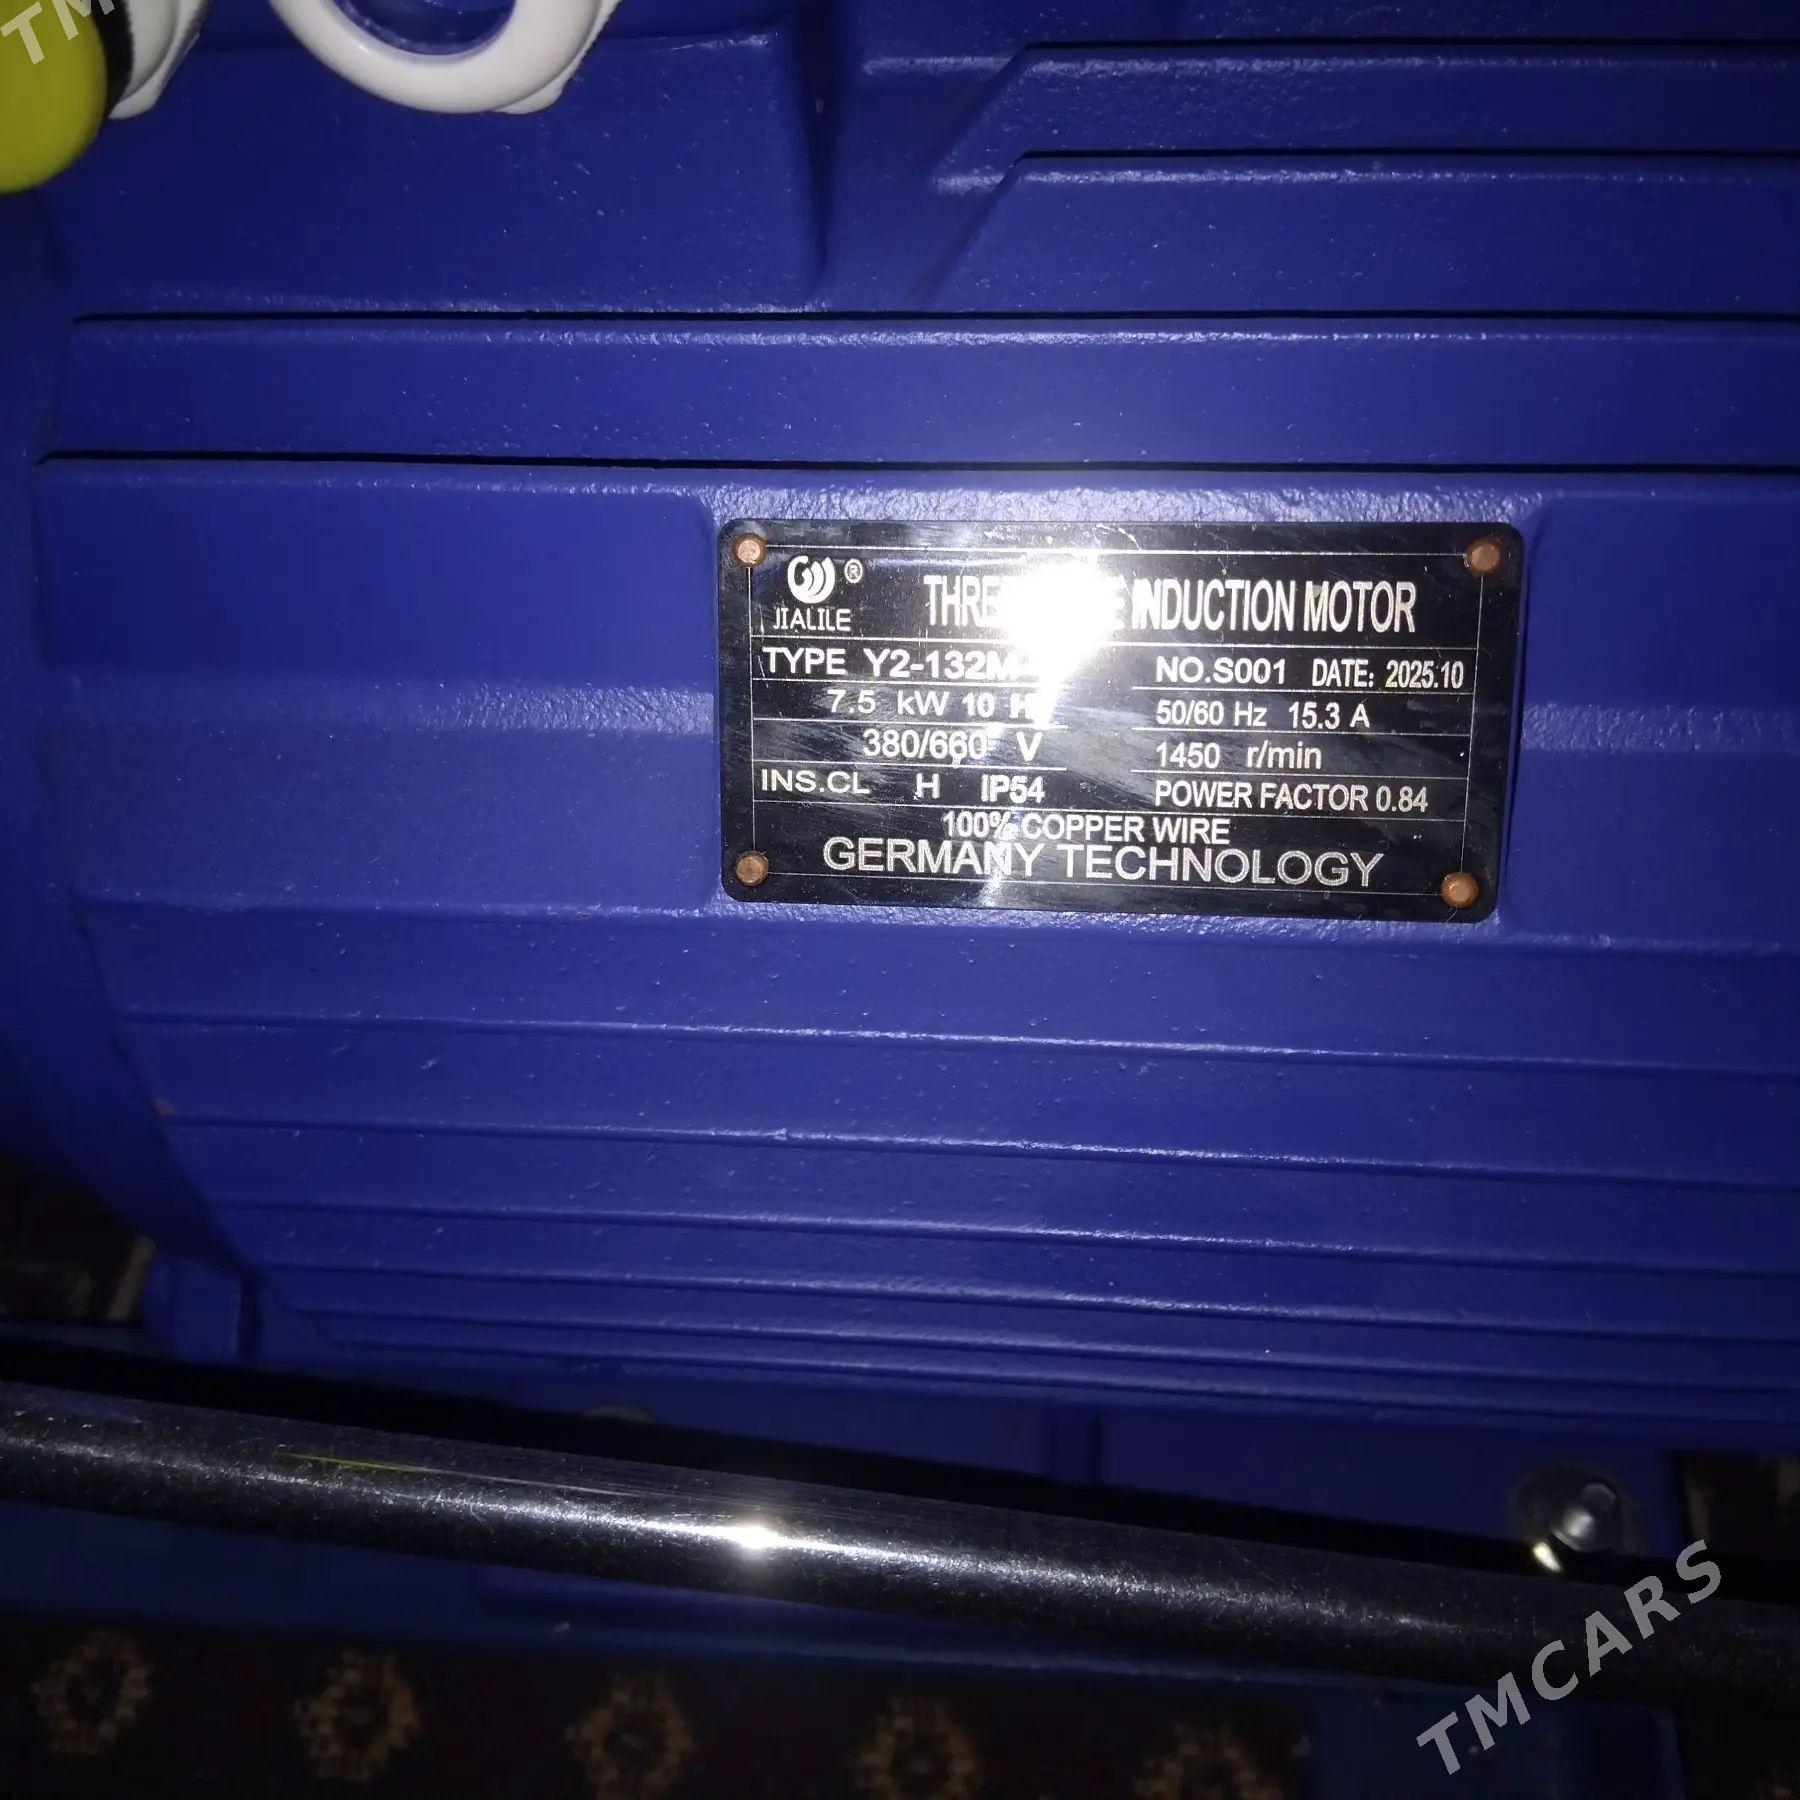 TM
JIALILE ®
INDUCTION MOTOR
TYPE Y2-132M NO.S001 DATE: 2025.10
7.5 kW 10 50/60 Hz 15.3 A
380/660 V 1450 r/min
INS.CL H IP54 POWER FACTOR 0.84
100% COPPER WIRE
GERMANY TECHNOLOGY
TMCARS